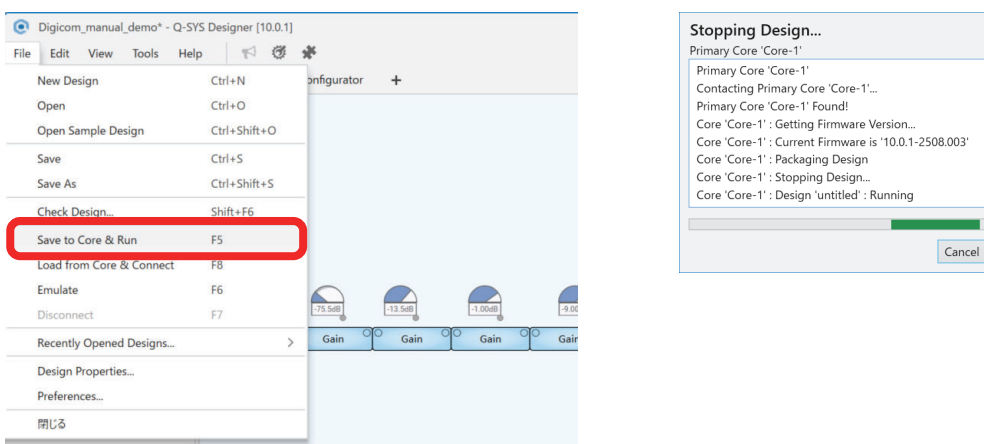 Digicom_manual_demo* - Q-SYS Designer [10.0.1]
File Edit View Tools Help
New Design Ctrl+N
Open Ctrl+O
Open Sample Design Ctrl+Shift+O
Save Ctrl+S
Save As Ctrl+Shift+S
Check Design... Shift+F6
Save to Core & Run F5
Load from Core & Connect F8
Emulate F6
Disconnect F7
Recently Opened Designs...
Design Properties...
Preferences...
閉じる
onfigurator +
-75.5dB -13.5dB -1.00dB -9.00
Gain Gain Gain Gain
Stopping Design...
Primary Core 'Core-1'
Primary Core 'Core-1'
Contacting Primary Core 'Core-1'...
Primary Core 'Core-1' Found!
Core 'Core-1' : Getting Firmware Version...
Core 'Core-1' : Current Firmware is '10.0.1-2508.003'
Core 'Core-1' : Packaging Design
Core 'Core-1' : Stopping Design...
Core 'Core-1' : Design 'untitled' : Running
Cancel